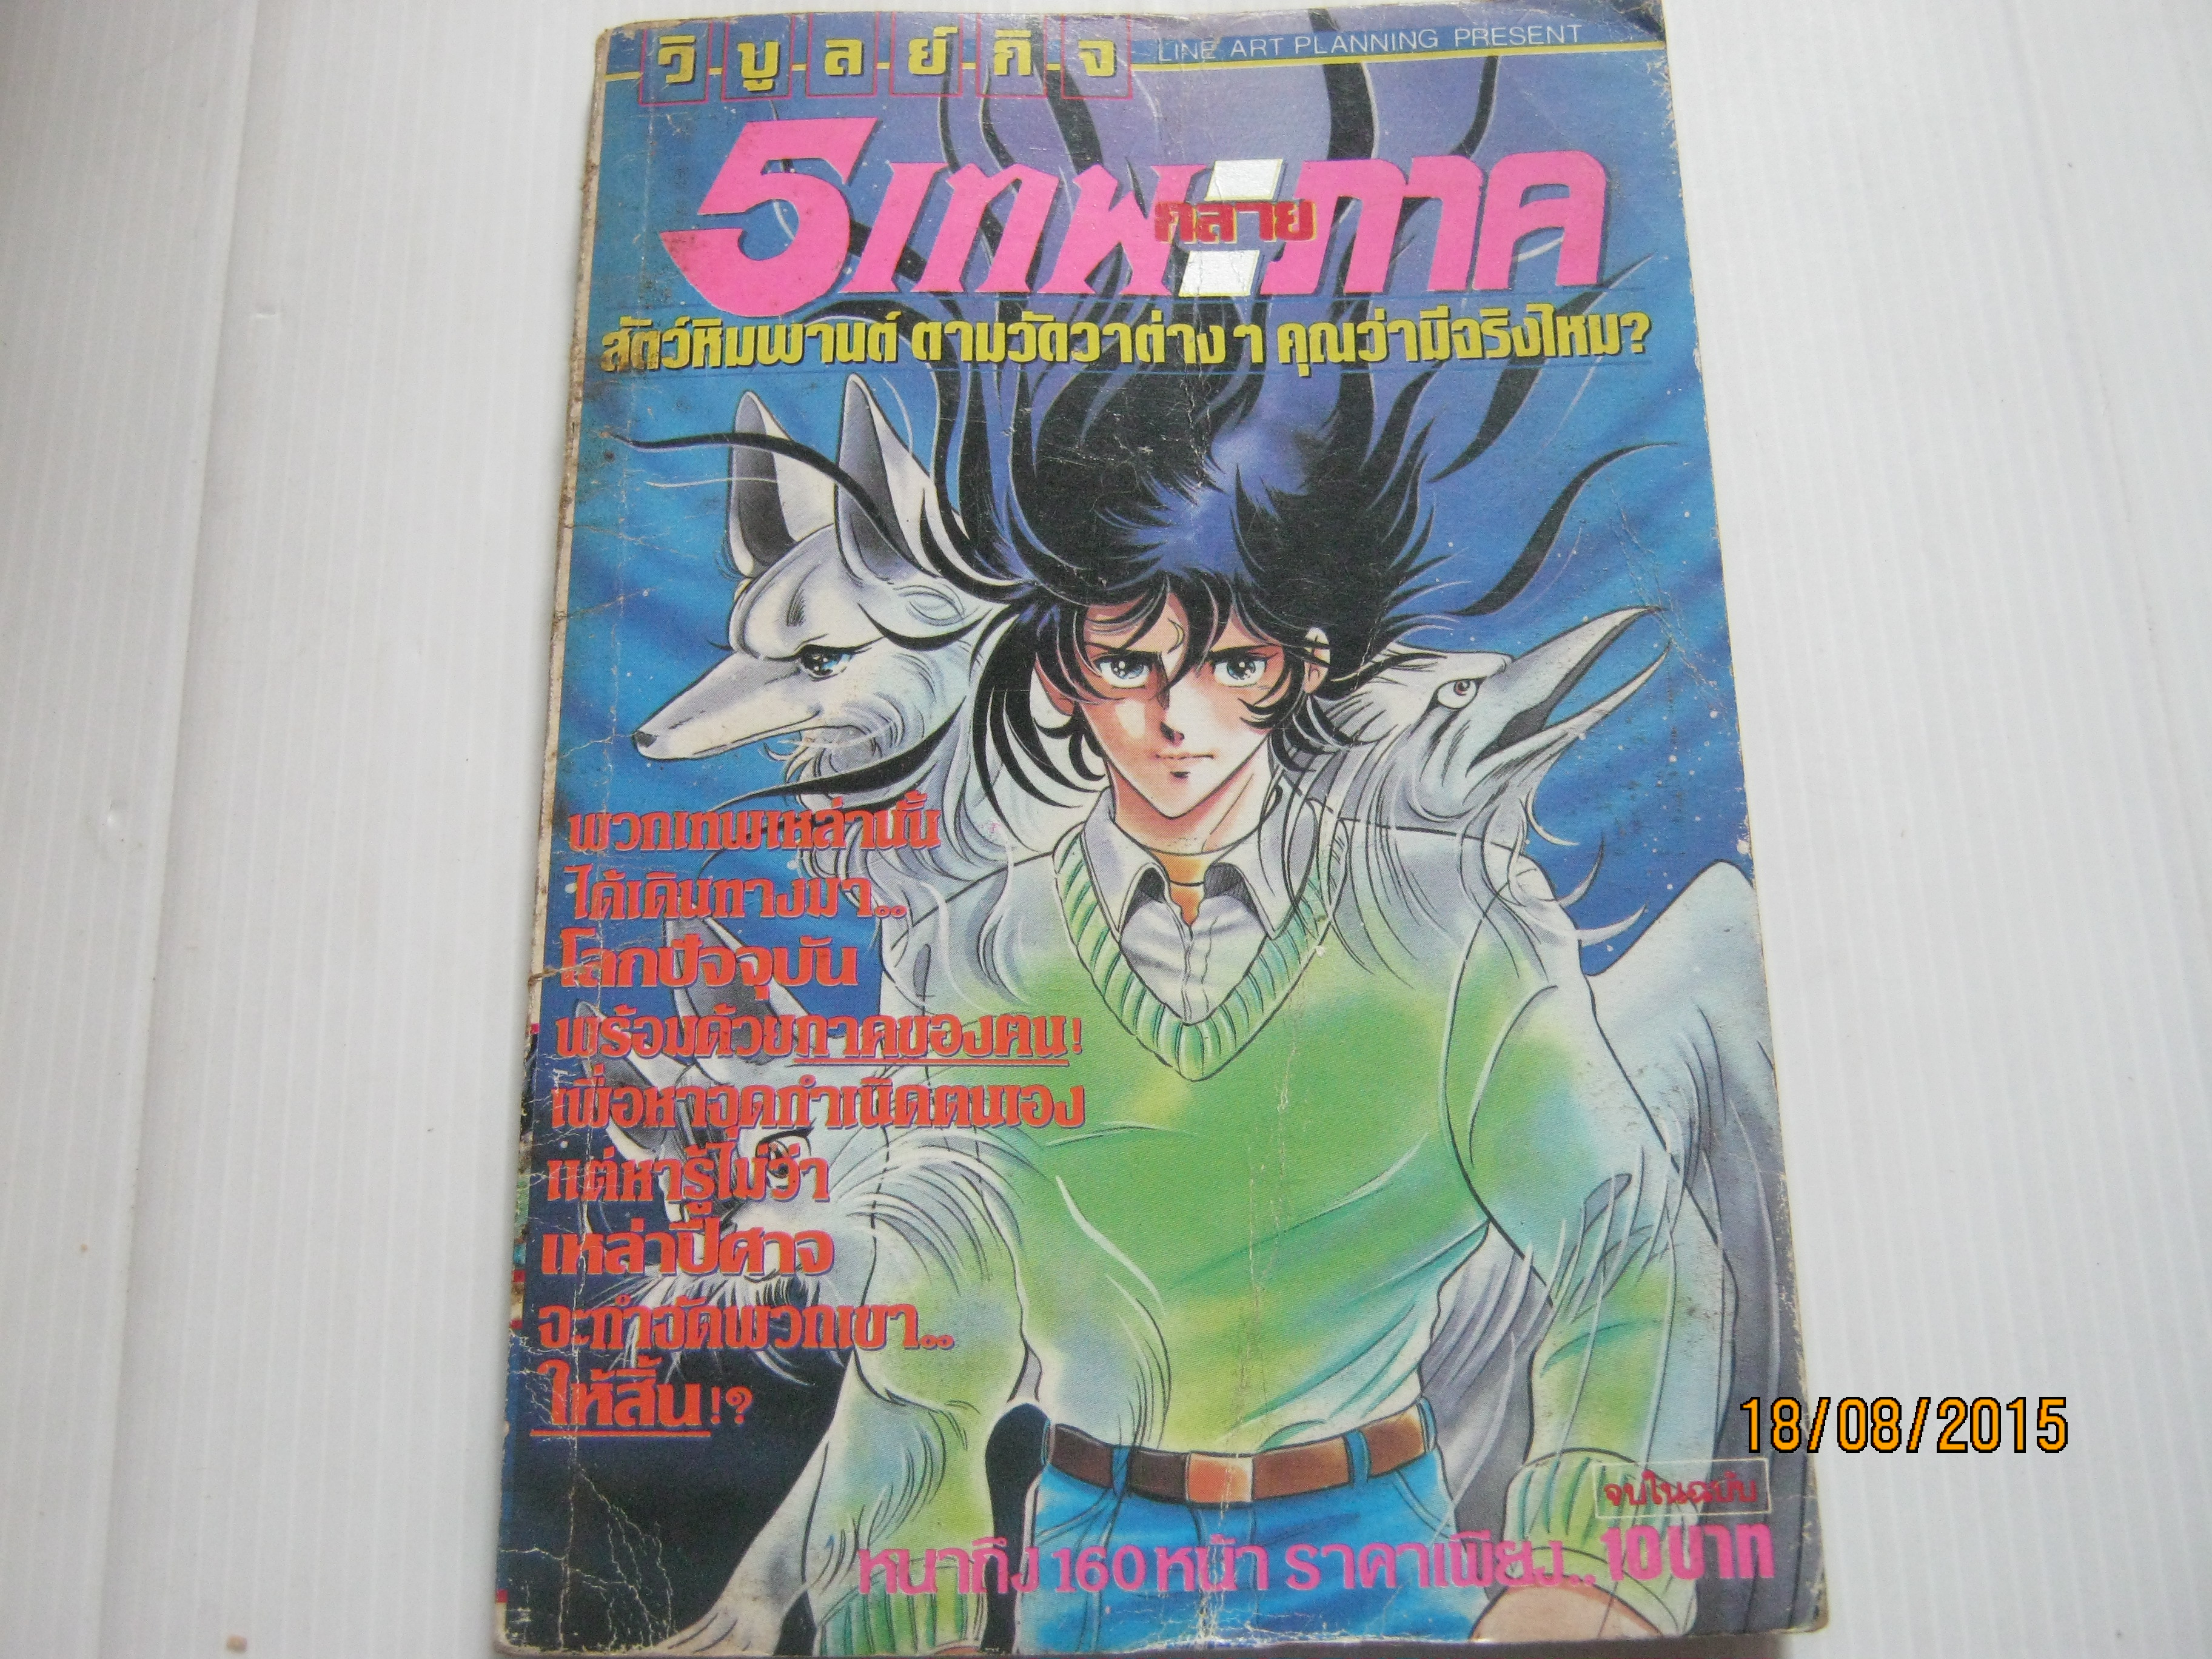 วิบูลย์กิจ
LINE ART PLANNING PRESENT
5เทพกลายภาค
สัตว์หิมพานต์ ตามวัดวาต่าง ๆ คุณว่ามีจริงไหม?
พวกเทพเหล่านั้น
ได้เดินทางมา..
โลกปัจจุบัน
พร้อมด้วยภาคของตน!
เพื่อหาจุดกำเนิดตนเอง
แต่หารู้ไม่ว่า
เหล่าปีศาจ
จะกำจัดพวกเขา..
ให้สิ้น!?
18/08/2015
จบในฉบับ
หนาถึง 160 หน้า ราคาเพียง..10บาท